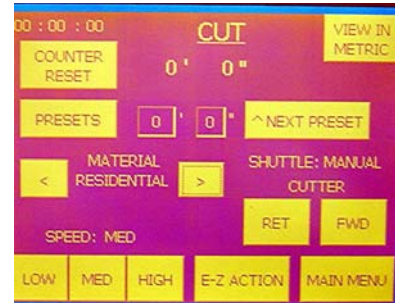 00 : 00 : 00
CUT
VIEW IN
METRIC
COUNTER
RESET
0' 0"
PRESETS
0 ' 0 "
^ NEXT PRESET
MATERIAL
RESIDENTIAL
< >
SHUTTLE: MANUAL
CUTTER
RET FWD
SPEED: MED
LOW MED HIGH E-Z ACTION MAIN MENU